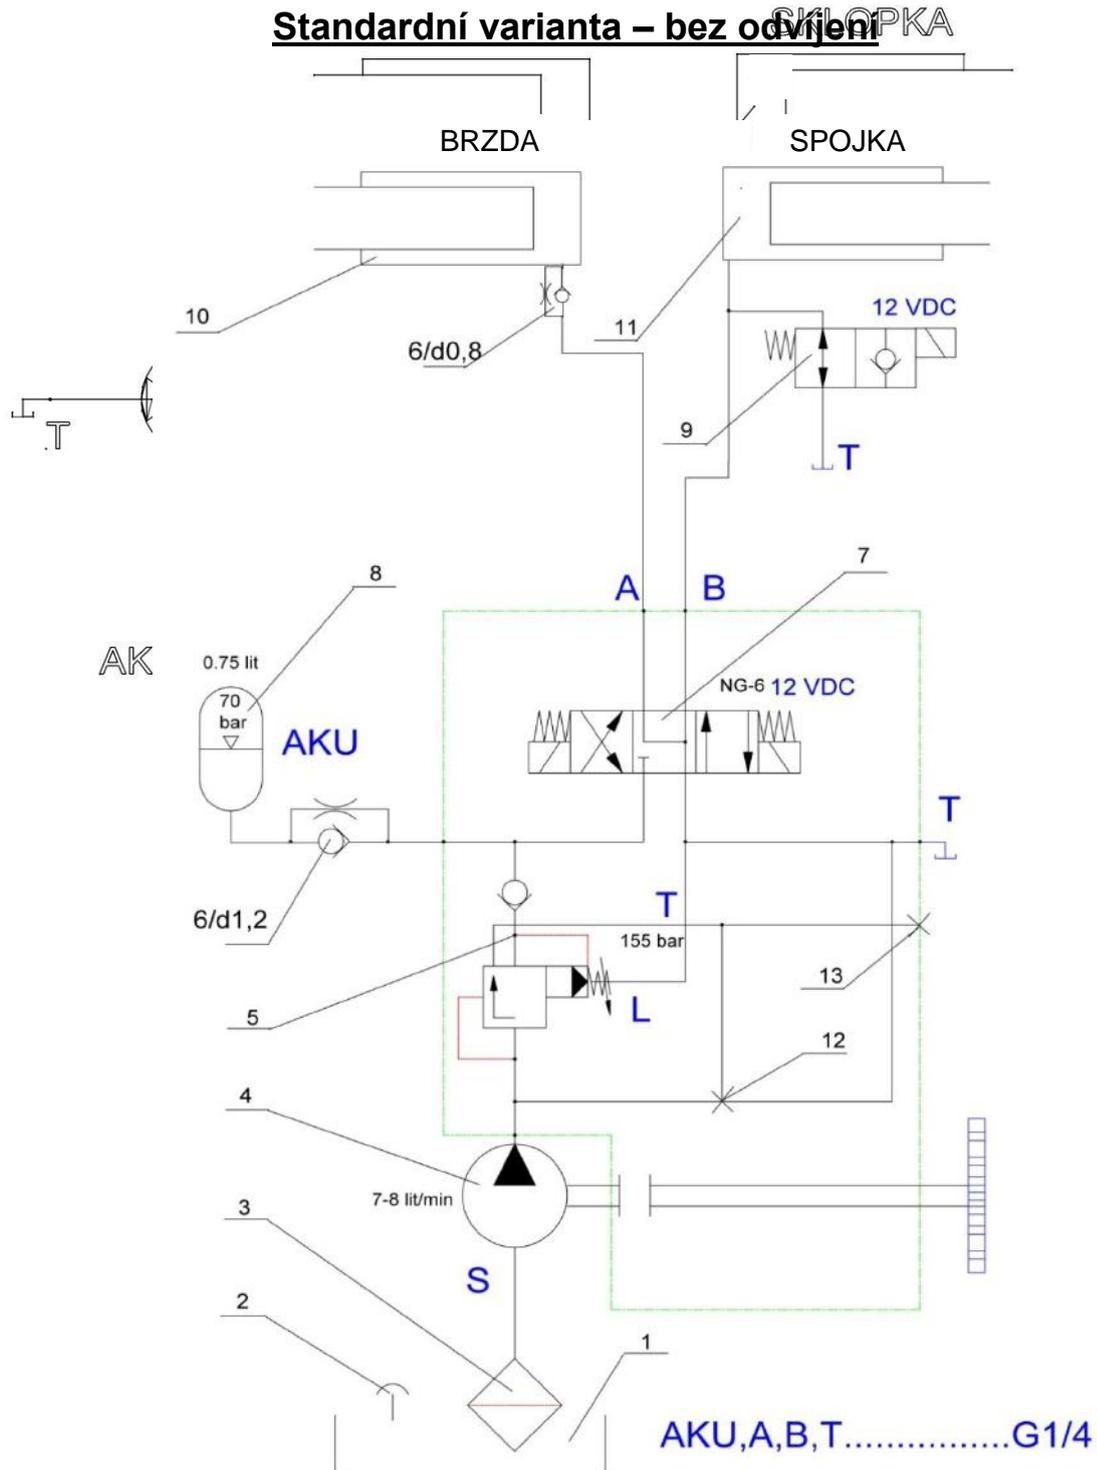 Standardní varianta – bez odvíjení
SKLOPKA
BRZDA
SPOJKA
10
11
12 VDC
6/d0,8
9
T
T
7
8
A
B
AK
0.75 lit
70
bar
NG-6 12 VDC
AKU
T
6/d1,2
T
155 bar
13
5
L
12
4
7-8 lit/min
3
S
2
1
AKU,A,B,T................G1/4